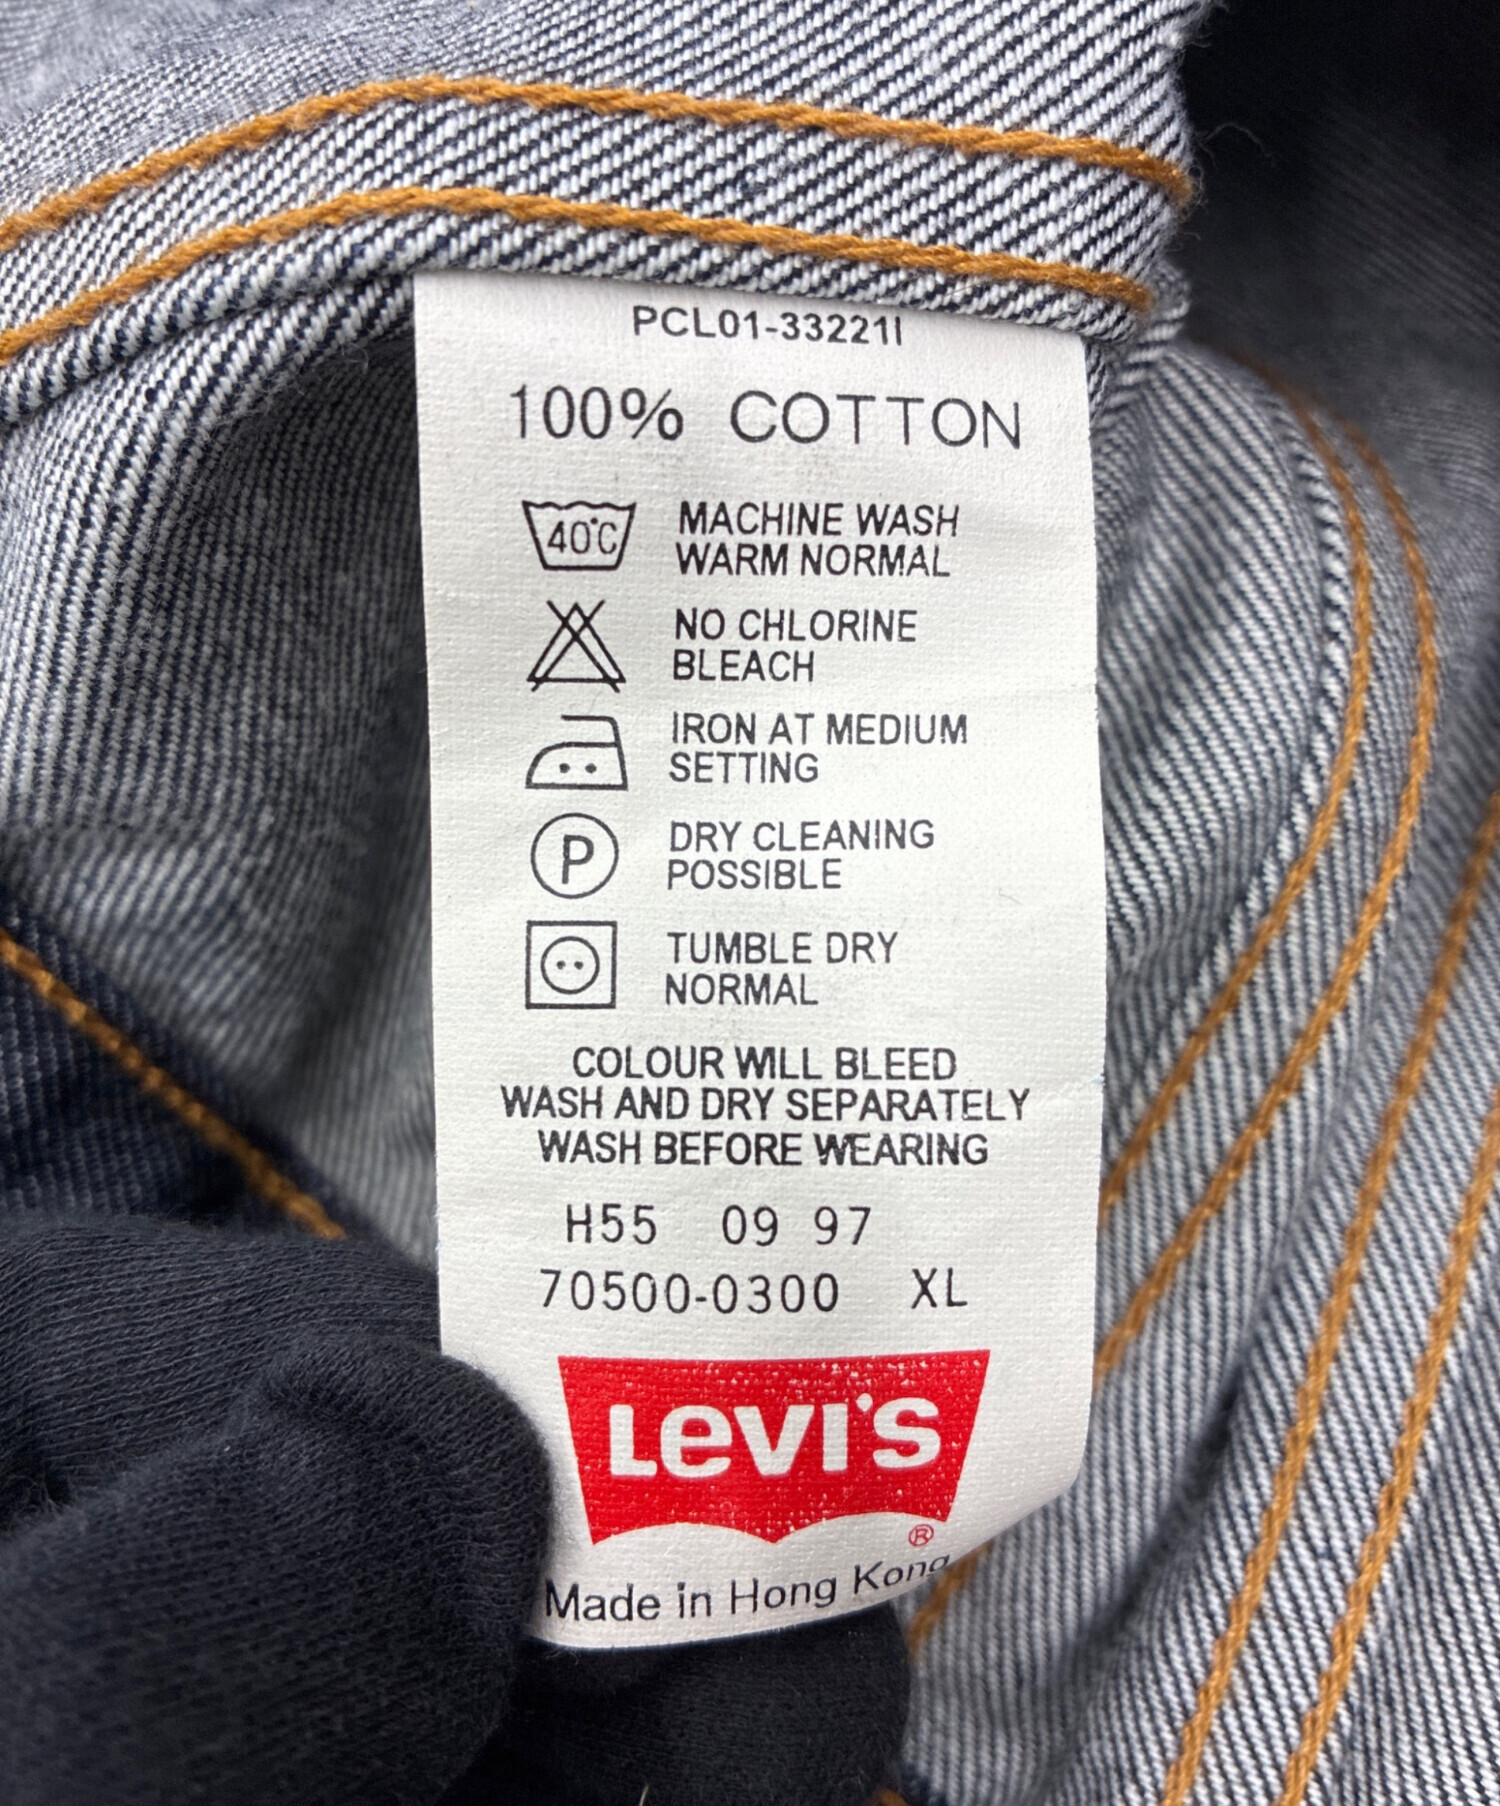 PCL01-33221I
100% COTTON
40°C
MACHINE WASH
WARM NORMAL
NO CHLORINE
BLEACH
IRON AT MEDIUM
SETTING
P
DRY CLEANING
POSSIBLE
TUMBLE DRY
NORMAL
COLOUR WILL BLEED
WASH AND DRY SEPARATELY
WASH BEFORE WEARING
H55 09 97
70500-0300 XL
LEVI'S
®
Made in Hong Kong